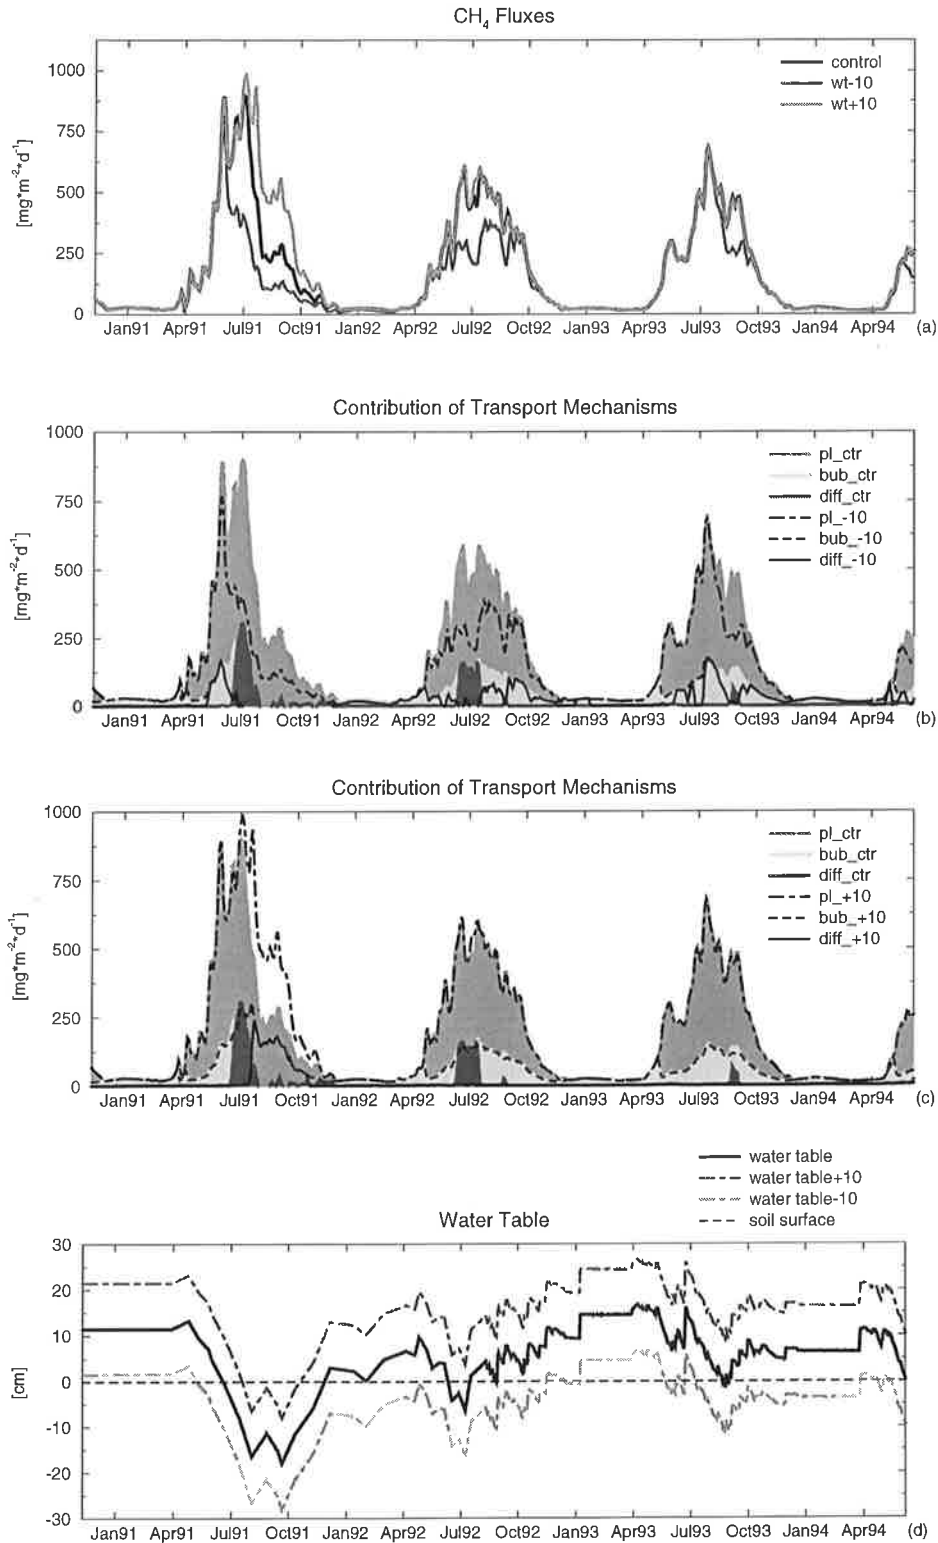 CH4 Fluxes
1000
750
500
250
0
[mg*m-2*d-1]
control
wt-10
wt+10
Jan91 Apr91 Jul91 Oct91 Jan92 Apr92 Jul92 Oct92 Jan93 Apr93 Jul93 Oct93 Jan94 Apr94 (a)
Contribution of Transport Mechanisms
1000
750
500
250
0
[mg*m-2*d-1]
pl_ctr
bub_ctr
diff_ctr
pl_-10
bub_-10
diff_-10
Jan91 Apr91 Jul91 Oct91 Jan92 Apr92 Jul92 Oct92 Jan93 Apr93 Jul93 Oct93 Jan94 Apr94 (b)
Contribution of Transport Mechanisms
1000
750
500
250
0
[mg*m-2*d-1]
pl_ctr
bub_ctr
diff_ctr
pl_+10
bub_+10
diff_+10
Jan91 Apr91 Jul91 Oct91 Jan92 Apr92 Jul92 Oct92 Jan93 Apr93 Jul93 Oct93 Jan94 Apr94 (c)
water table
water table+10
water table-10
soil surface
Water Table
30
20
10
0
-10
-20
-30
[cm]
Jan91 Apr91 Jul91 Oct91 Jan92 Apr92 Jul92 Oct92 Jan93 Apr93 Jul93 Oct93 Jan94 Apr94 (d)